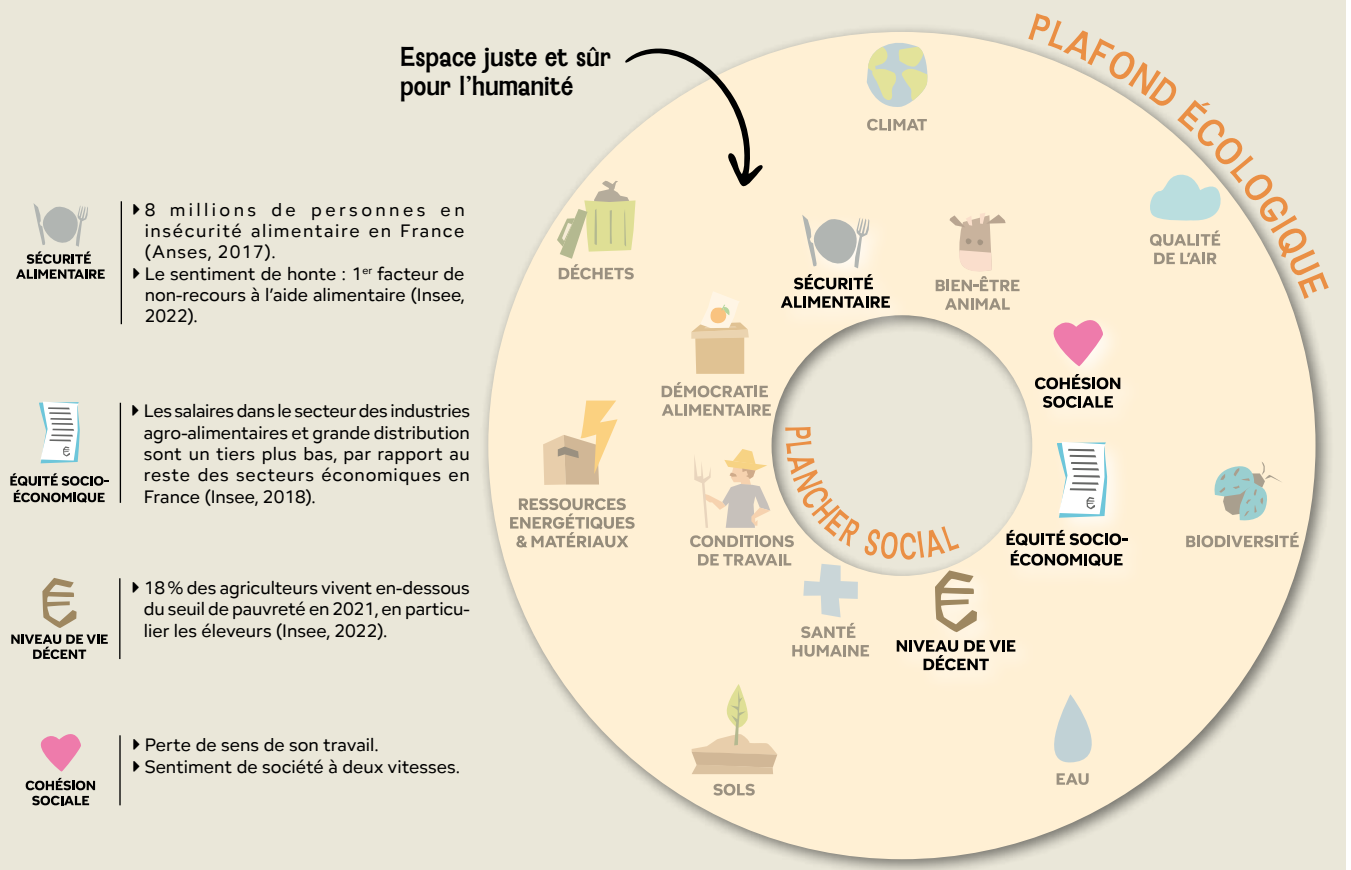 Espace juste et sûr
pour l'humanité
PLAFOND ÉCOLOGIQUE
CLIMAT
SÉCURITÉ
ALIMENTAIRE
8 millions de personnes en
insécurité alimentaire en France
(Anses, 2017).
Le sentiment de honte : 1er facteur de
non-recours à l'aide alimentaire (Insee,
2022).
ÉQUITÉ SOCIO-
ÉCONOMIQUE
Les salaires dans le secteur des industries
agro-alimentaires et grande distribution
sont un tiers plus bas, par rapport au
reste des secteurs économiques en
France (Insee, 2018).
NIVEAU DE VIE
DÉCENT
18 % des agriculteurs vivent en-dessous
du seuil de pauvreté en 2021, en particu-
lier les éleveurs (Insee, 2022).
COHÉSION
SOCIALE
Perte de sens de son travail.
Sentiment de société à deux vitesses.
DÉCHETS
SÉCURITÉ
ALIMENTAIRE
BIEN-ÊTRE
ANIMAL
QUALITÉ
DE L'AIR
DÉMOCRATIE
ALIMENTAIRE
COHÉSION
SOCIALE
PLANCHER SOCIAL
RESSOURCES
ENERGÉTIQUES
& MATÉRIAUX
CONDITIONS
DE TRAVAIL
ÉQUITÉ SOCIO-
ÉCONOMIQUE
BIODIVERSITÉ
SANTÉ
HUMAINE
NIVEAU DE VIE
DÉCENT
SOLS
EAU